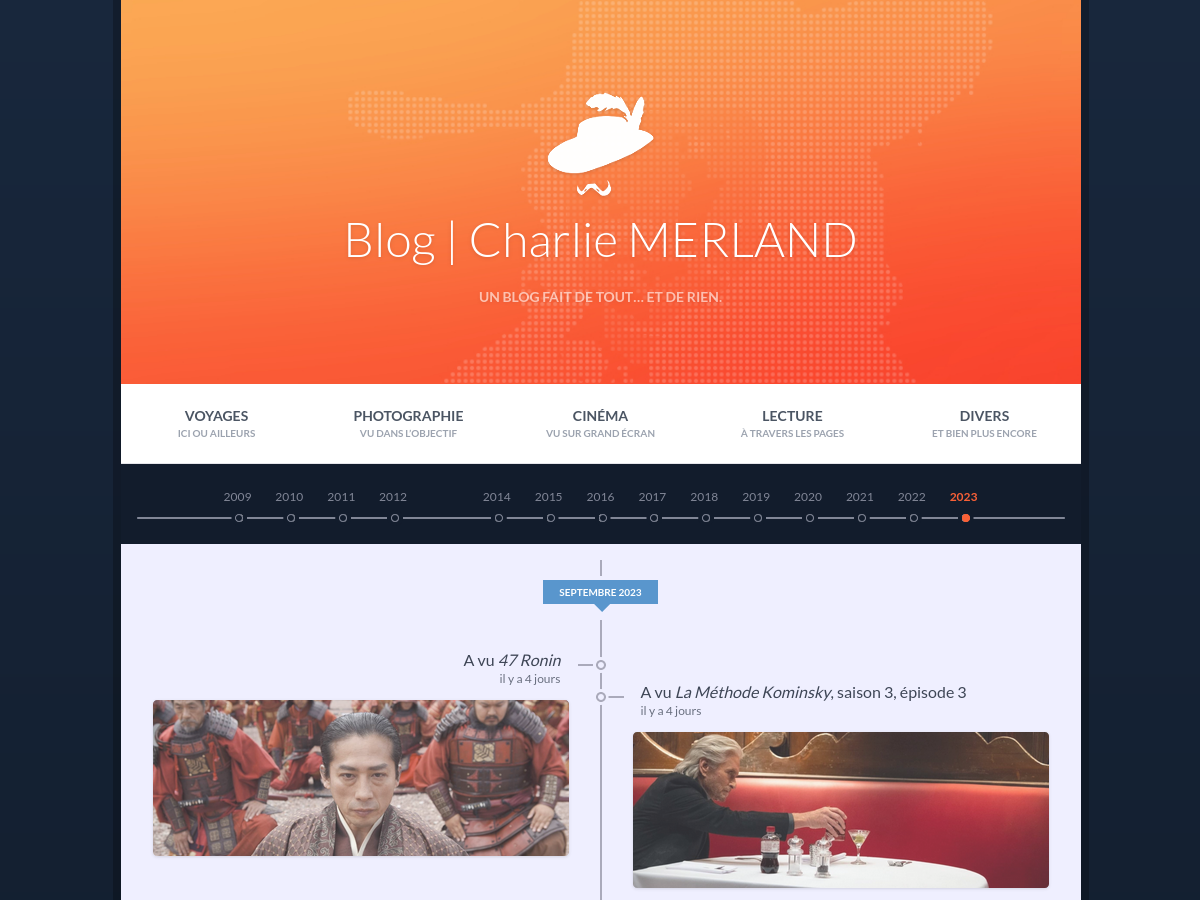 Blog | Charlie MERLAND
UN BLOG FAIT DE TOUT… ET DE RIEN.
VOYAGES
ICI OU AILLEURS
PHOTOGRAPHIE
VU DANS L'OBJECTIF
CINÉMA
VU SUR GRAND ÉCRAN
LECTURE
À TRAVERS LES PAGES
DIVERS
ET BIEN PLUS ENCORE
2009 2010 2011 2012 2014 2015 2016 2017 2018 2019 2020 2021 2022 2023
SEPTEMBRE 2023
A vu 47 Ronin
il y a 4 jours
A vu La Méthode Kominsky, saison 3, épisode 3
il y a 4 jours